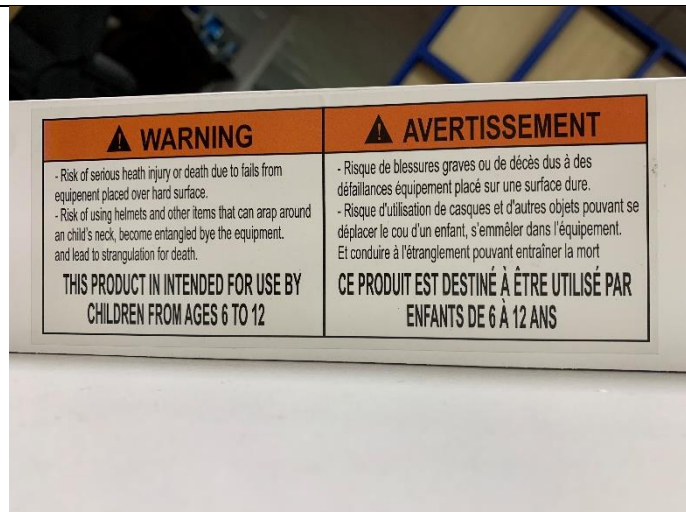 WARNING
- Risk of serious heath injury or death due to fails from
equipenent placed over hard surface.
- Risk of using helmets and other items that can arap around
an child's neck, become entangled bye the equipment.
and lead to strangulation for death.
THIS PRODUCT IN INTENDED FOR USE BY
CHILDREN FROM AGES 6 TO 12
AVERTISSEMENT
- Risque de blessures graves ou de décès dus à des
défaillances équipement placé sur une surface dure.
- Risque d'utilisation de casques et d'autres objets pouvant se
déplacer le cou d'un enfant, s'emmêler dans l'équipement.
Et conduire à l'étranglement pouvant entraîner la mort
CE PRODUIT EST DESTINÉ À ÊTRE UTILISÉ PAR
ENFANTS DE 6 À 12 ANS